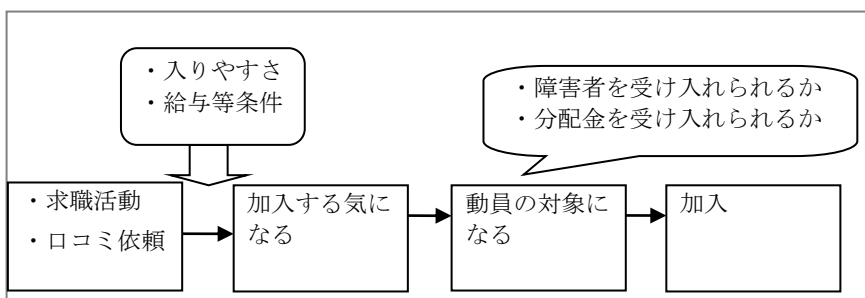 ・入りやすさ
・給与等条件
・障害者を受け入れられるか
・分配金を受け入れられるか
・求職活動
・口コミ依頼
加入する気に
なる
動員の対象に
なる
加入